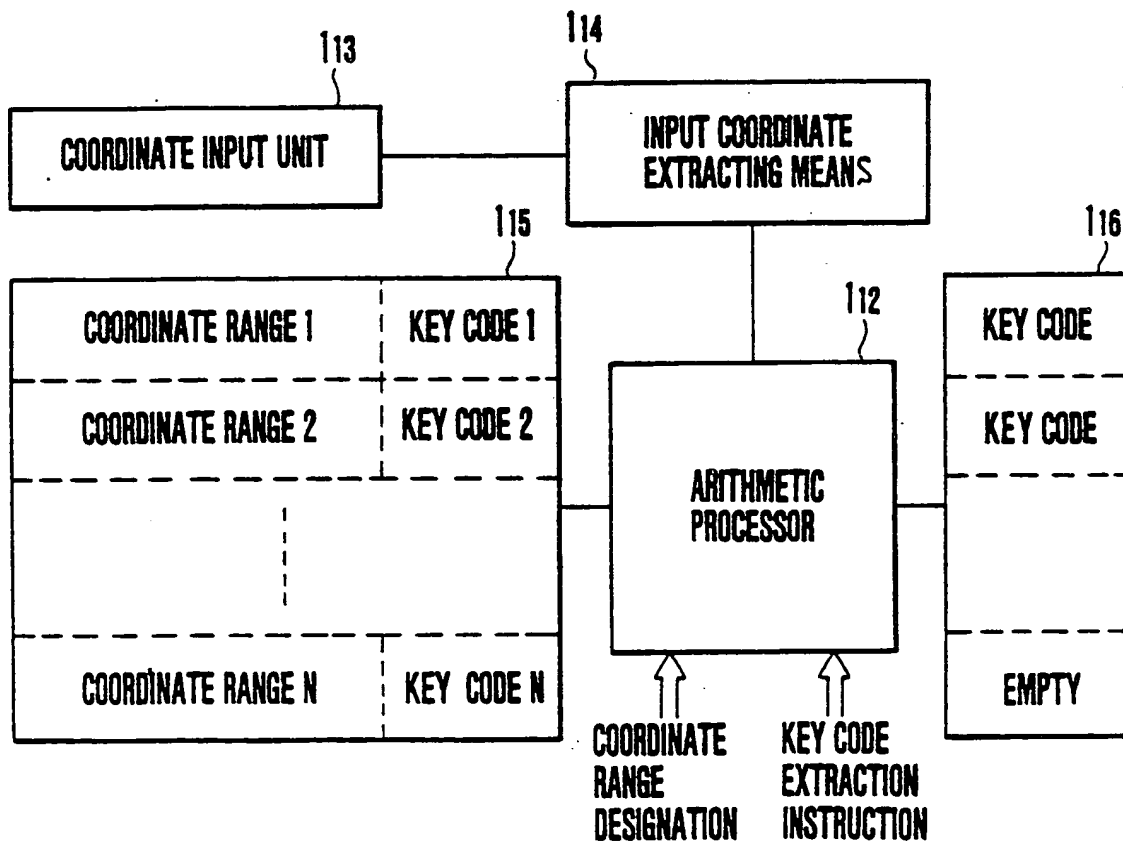 113
COORDINATE INPUT UNIT
114
INPUT COORDINATE
EXTRACTING MEANS
115
COORDINATE RANGE 1
KEY CODE 1
COORDINATE RANGE 2
KEY CODE 2
COORDINATE RANGE N
KEY CODE N
112
ARITHMETIC
PROCESSOR
116
KEY CODE
KEY CODE
EMPTY
COORDINATE
RANGE
DESIGNATION
KEY CODE
EXTRACTION
INSTRUCTION